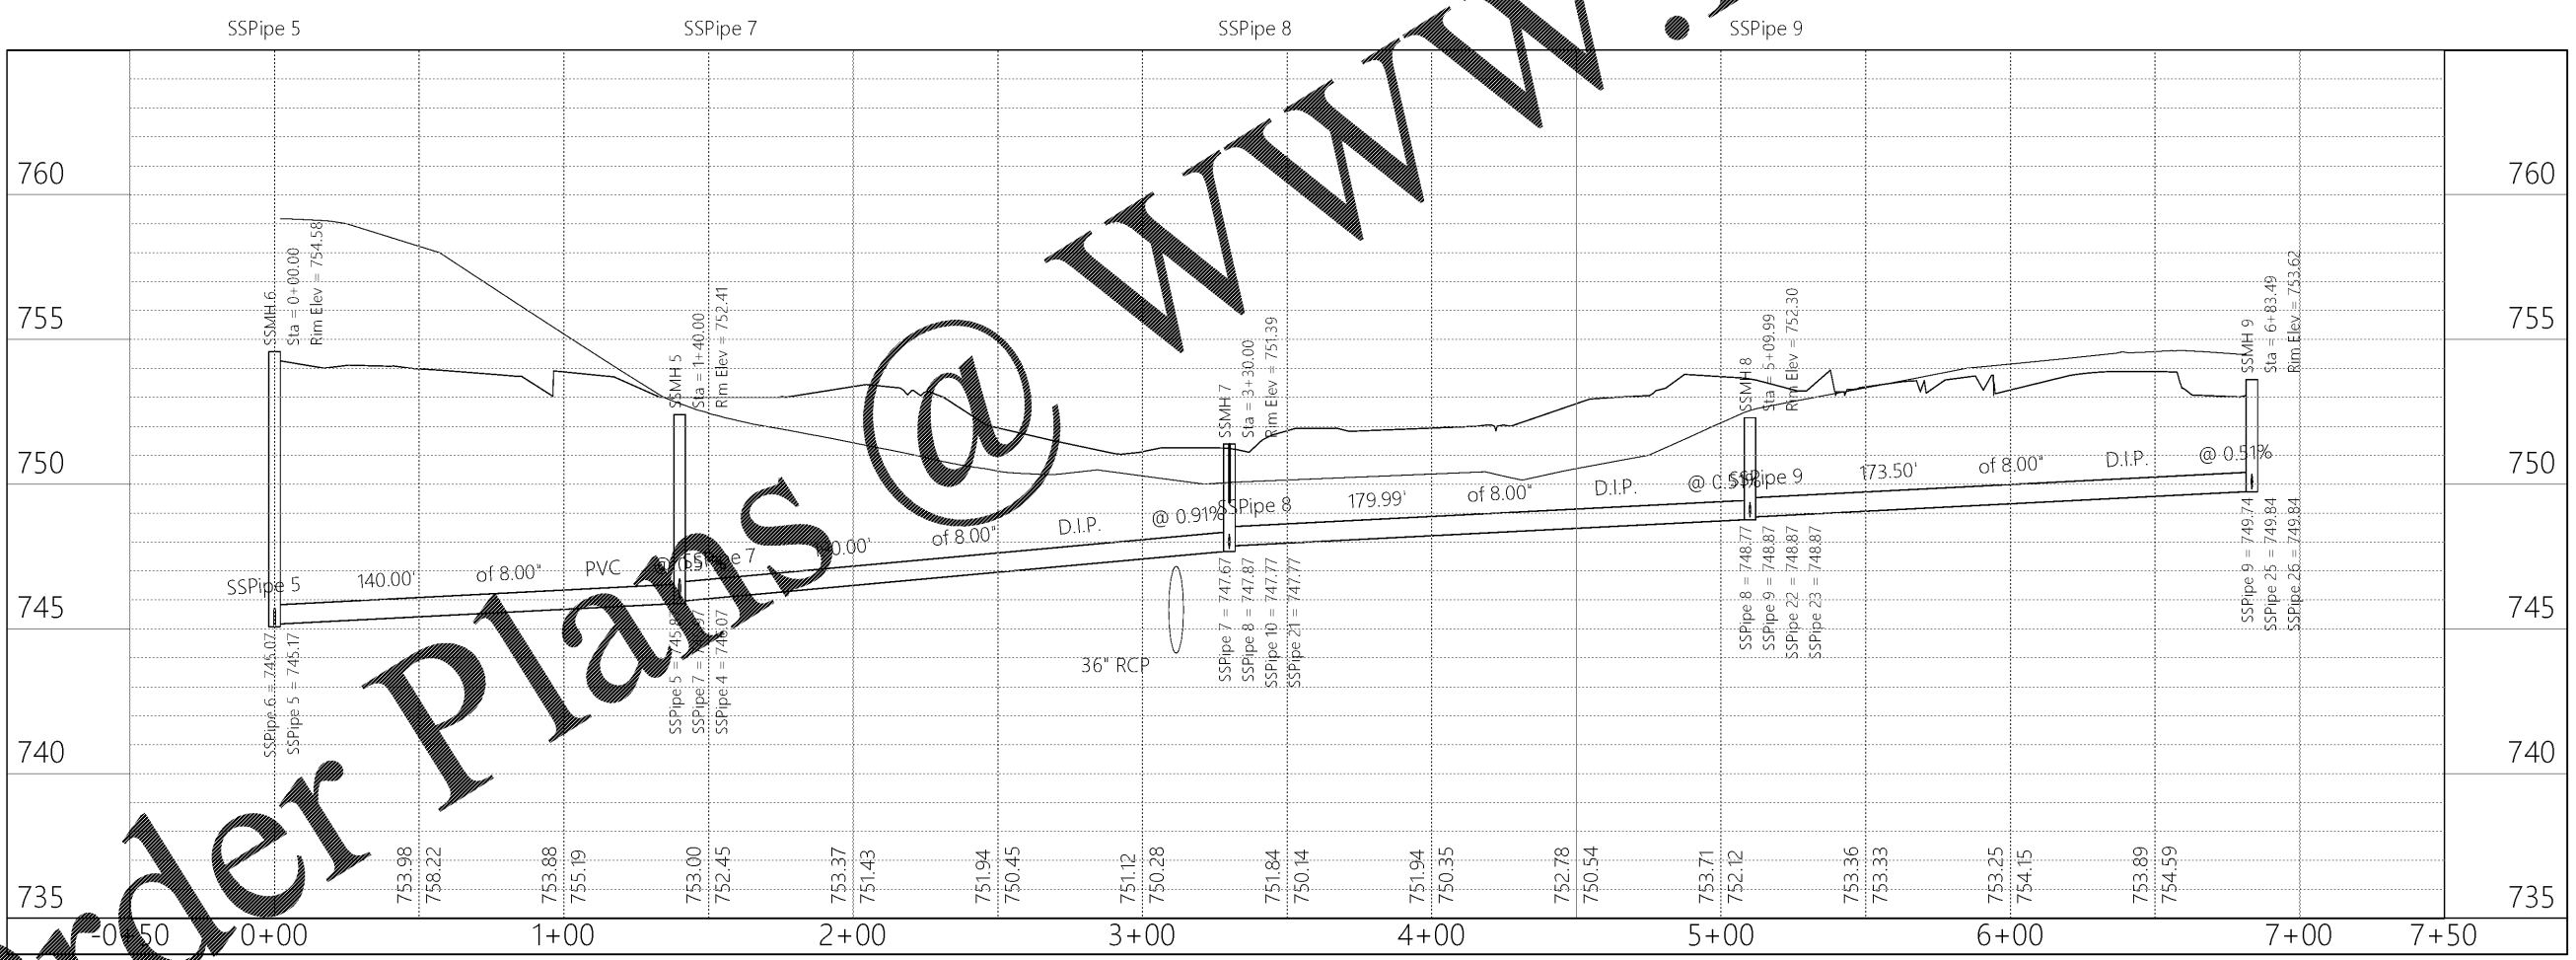 SSPipe 5
SSPipe 7
SSPipe 8
SSPipe 9
760
755
750
745
740
735
760
755
750
745
740
735
SSMH 6
Sta = 0+00.00
Rim Elev = 754.58
SSMH 5
Sta = 1+40.00
Rim Elev = 752.41
SSMH 7
Sta = 3+30.00
Rim Elev = 751.39
SSMH 8
Sta = 5+09.99
Rim Elev = 752.30
SSMH 9
Sta = 6+83.49
Rim Elev = 753.62
SSPipe 5 140.00' of 8.00" PVC
SSPipe 7 of 8.00" D.I.P. @ 0.91%
SSPipe 8 179.99' of 8.00" D.I.P.
SSPipe 9 173.50' of 8.00" D.I.P. @ 0.51%
36" RCP
SSPipe 6 = 745.07
SSPipe 5 = 745.17
SSPipe 5 =
SSPipe 7 =
SSPipe 4 =
SSPipe 7 = 747.67
SSPipe 8 = 747.87
SSPipe 10 = 747.77
SSPipe 21 = 747.77
SSPipe 8 = 748.77
SSPipe 9 = 748.87
SSPipe 22 = 748.87
SSPipe 23 = 748.87
SSPipe 9 = 749.74
SSPipe 25 = 749.84
SSPipe 26 = 749.84
753.98
758.22
753.88
755.19
753.00
752.45
753.37
751.43
751.94
750.45
751.12
750.28
751.84
750.14
751.94
750.35
752.78
750.54
753.71
752.12
753.36
753.33
753.25
754.15
753.89
754.59
-0+50 0+00 1+00 2+00 3+00 4+00 5+00 6+00 7+00 7+50
rder Plans @ www.